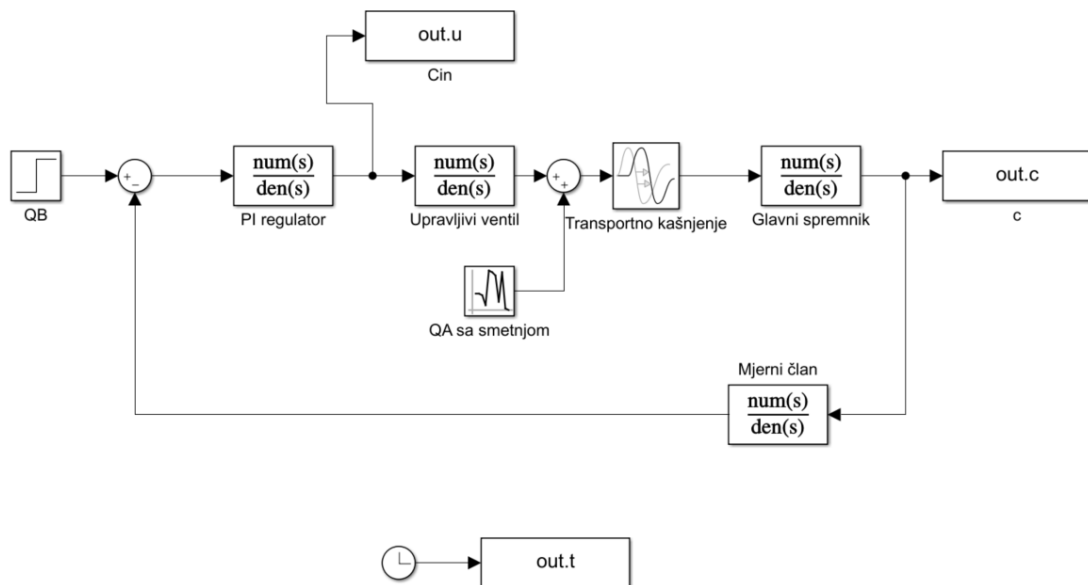 out.u
Cin
QB
+
−
num(s)
den(s)
PI regulator
num(s)
den(s)
Upravljivi ventil
+
+
Transportno kašnjenje
num(s)
den(s)
Glavni spremnik
out.c
c
QA sa smetnjom
Mjerni član
num(s)
den(s)
out.t